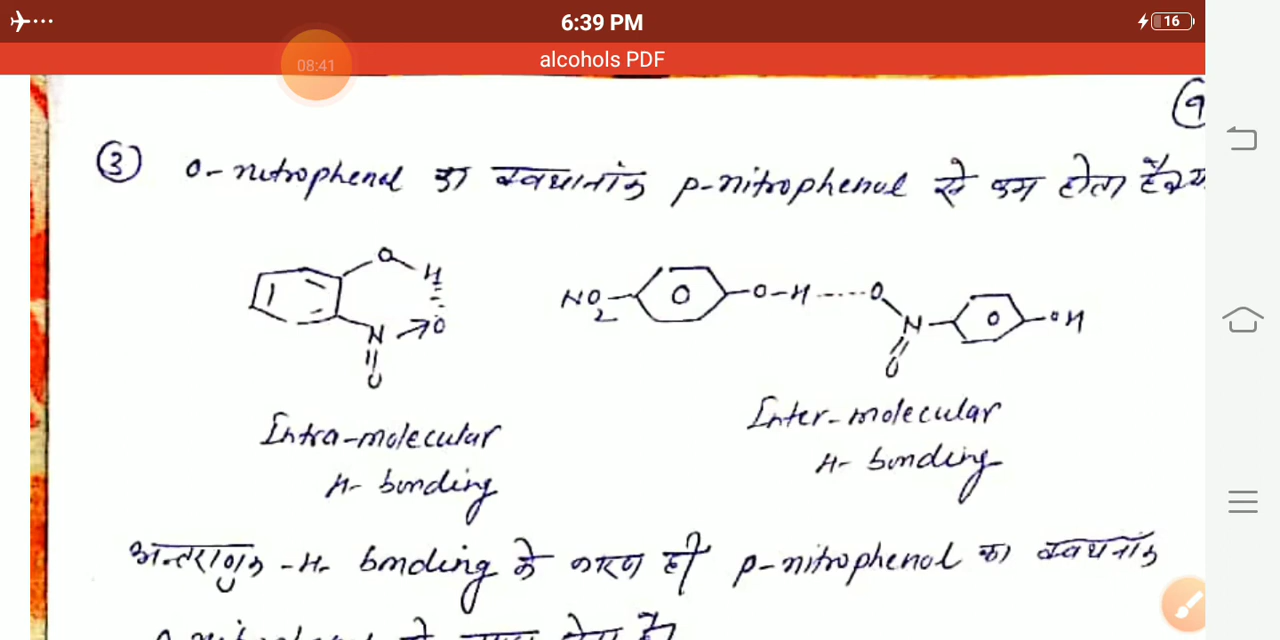 6:39 PM
16
08:41
alcohols PDF
9
③ o-nitrophenol का क्वथनांक p-nitrophenol से कम होता है क्य
O H
NO2 O-H O
N O
N OH
O O
Intra-molecular Inter-molecular
H- bonding H- bonding
अन्तराणुक -H- bonding के कारण ही p-nitrophenol का क्वथनांक